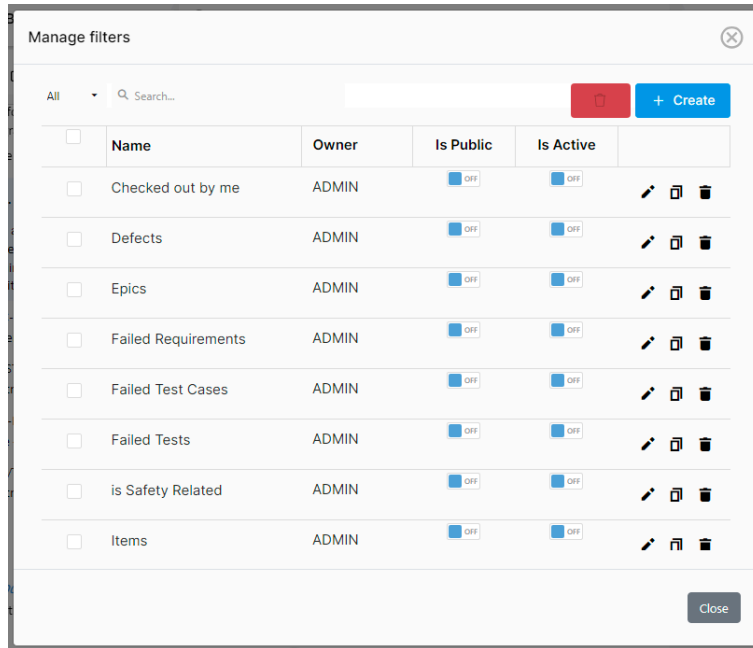 Manage filters
All Search... + Create
Name Owner Is Public Is Active
Checked out by me ADMIN OFF OFF
Defects ADMIN OFF OFF
Epics ADMIN OFF OFF
Failed Requirements ADMIN OFF OFF
Failed Test Cases ADMIN OFF OFF
Failed Tests ADMIN OFF OFF
is Safety Related ADMIN OFF OFF
Items ADMIN OFF OFF
Close